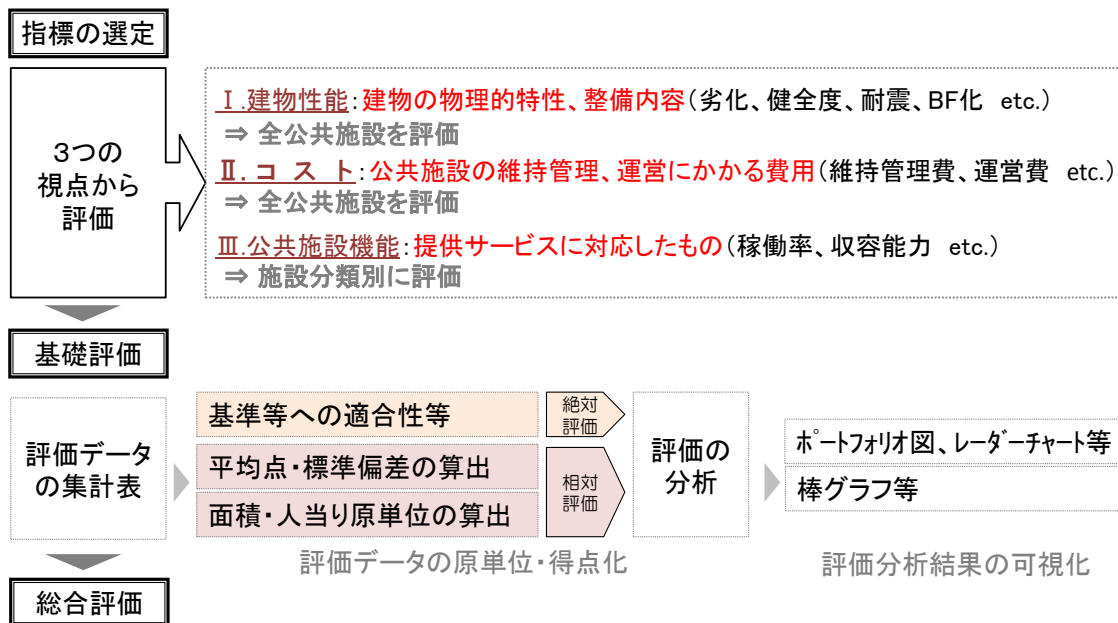 指標の選定
3つの
視点から
評価
Ⅰ.建物性能：建物の物理的特性、整備内容（劣化、健全度、耐震、BF化 etc.）
⇒ 全公共施設を評価
Ⅱ.コ ス ト：公共施設の維持管理、運営にかかる費用（維持管理費、運営費 etc.）
⇒ 全公共施設を評価
Ⅲ.公共施設機能：提供サービスに対応したもの（稼働率、収容能力 etc.）
⇒ 施設分類別に評価
基礎評価
評価データ
の集計表
基準等への適合性等
平均点・標準偏差の算出
面積・人当り原単位の算出
絶対
評価
相対
評価
評価の
分析
ﾎﾟートフォリオ図、レーダーチャート等
棒グラフ等
評価データの原単位・得点化
評価分析結果の可視化
総合評価